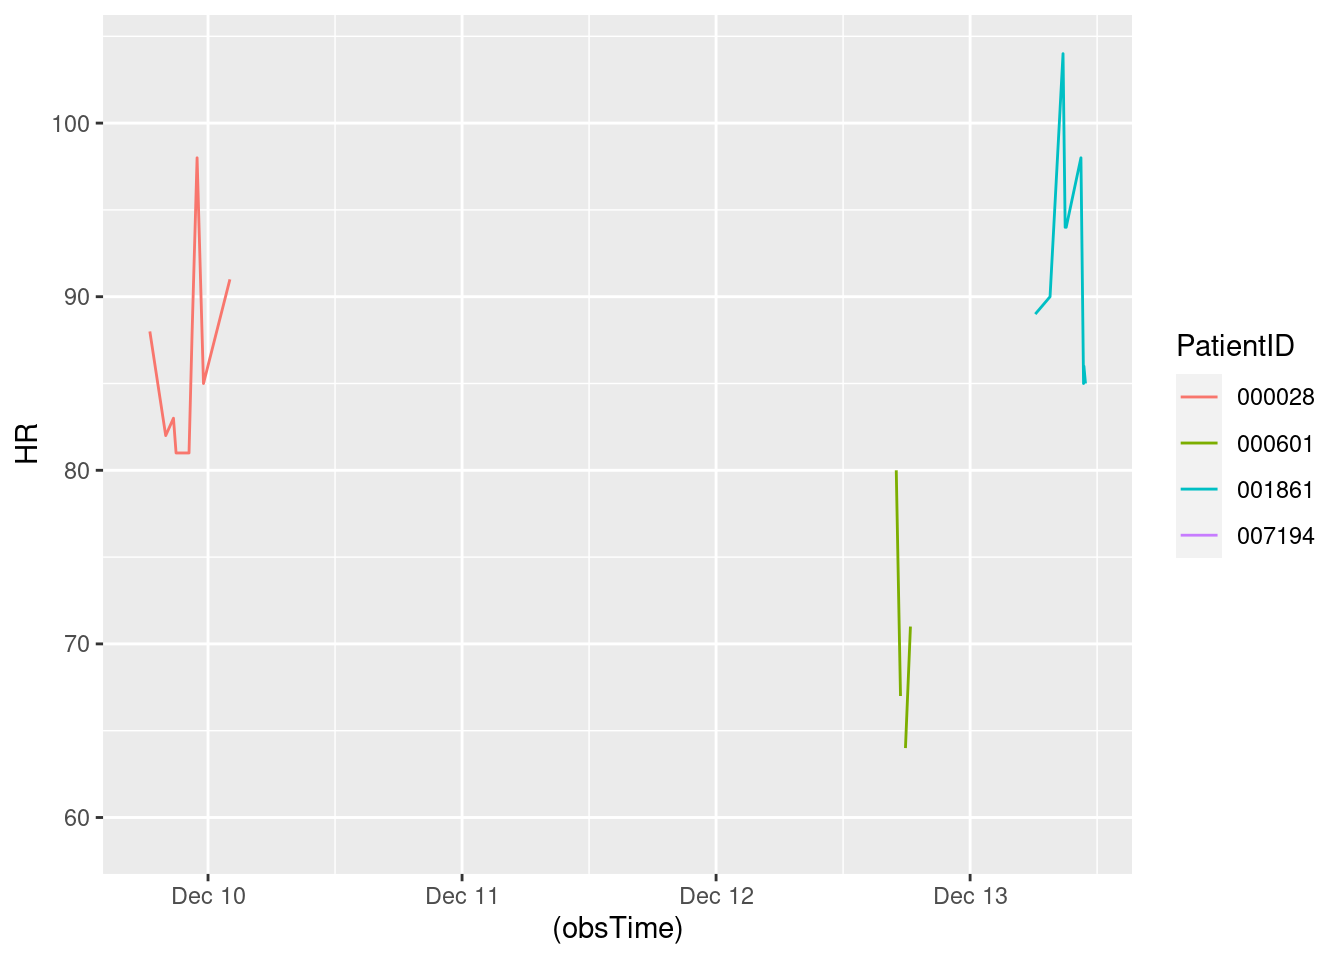 100
90
80
70
60
HR
Dec 10
Dec 11
Dec 12
Dec 13
(obsTime)
PatientID
000028
000601
001861
007194